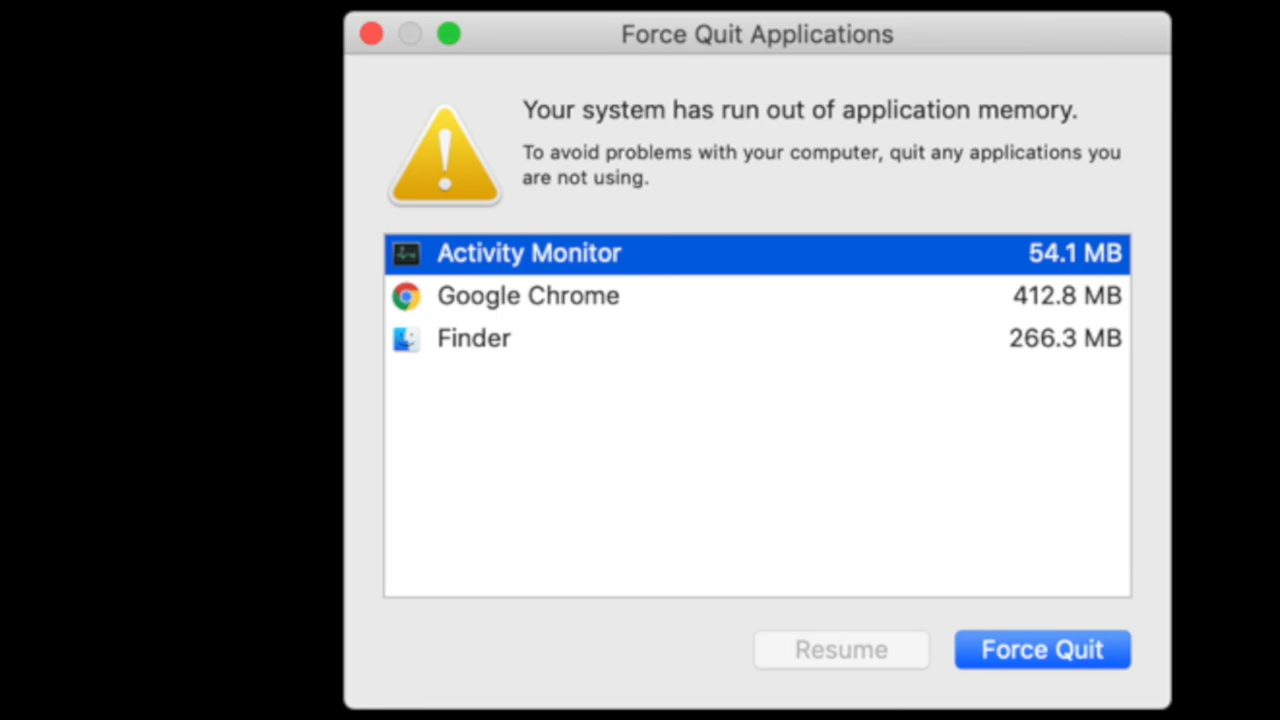 Force Quit Applications
Your system has run out of application memory.
To avoid problems with your computer, quit any applications you
are not using.
Activity Monitor 54.1 MB
Google Chrome 412.8 MB
Finder 266.3 MB
Resume Force Quit